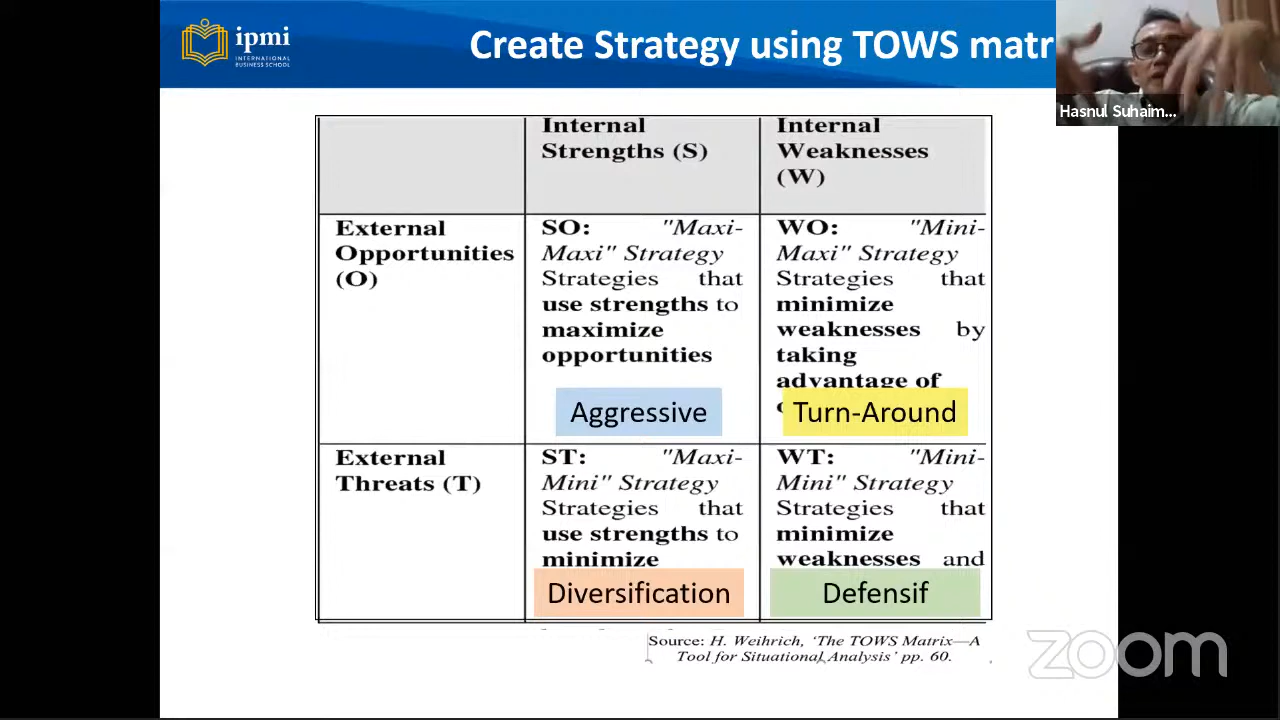 ipmi
INTERNATIONAL
BUSINESS SCHOOL
Create Strategy using TOWS matr
Hasnul Suhaim...
Internal
Strengths (S)
Internal
Weaknesses
(W)
External
Opportunities
(O)
SO: "Maxi-
Maxi" Strategy
Strategies that
use strengths to
maximize
opportunities
Aggressive
WO: "Mini-
Maxi" Strategy
Strategies that
minimize
weaknesses by
taking
advantage of
Turn-Around
External
Threats (T)
ST: "Maxi-
Mini" Strategy
Strategies that
use strengths to
minimize
Diversification
WT: "Mini-
Mini" Strategy
Strategies that
minimize
weaknesses and
Defensif
Source: H. Weihrich, 'The TOWS Matrix—A
Tool for Situational Analysis' pp. 60.
zoom